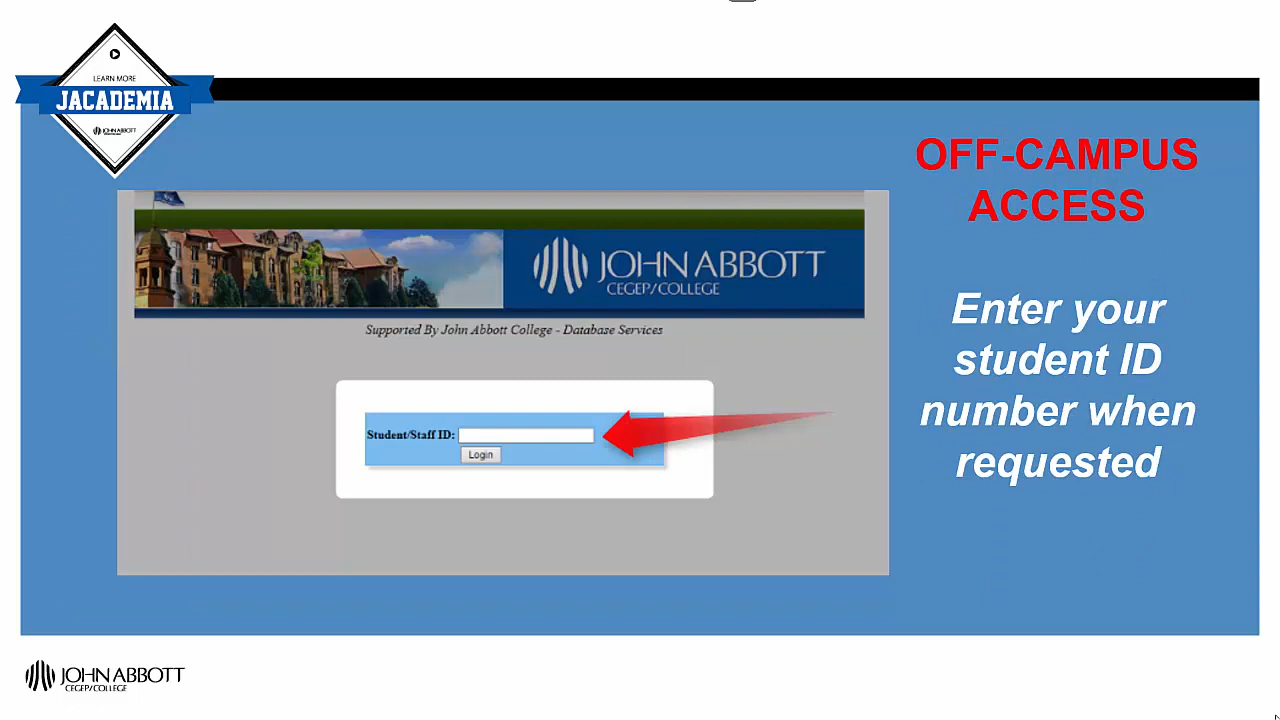 LEARN MORE
JACADEMIA
JOHN ABBOTT
OFF-CAMPUS
ACCESS
JOHN ABBOTT
CEGEP/COLLEGE
Supported By John Abbott College - Database Services
Enter your
student ID
number when
requested
Student/Staff ID:
Login
JOHN ABBOTT
CEGEP/COLLEGE